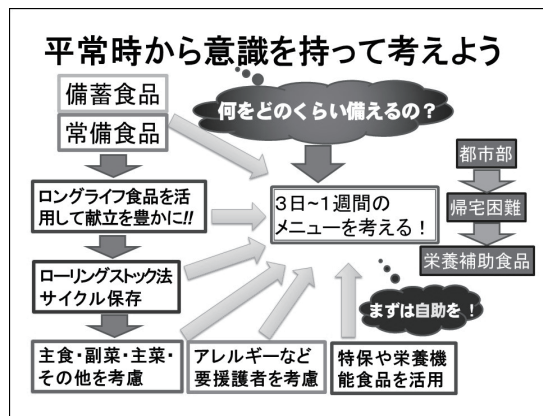 平常時から意識を持って考えよう
備蓄食品
常備食品
何をどのくらい備えるの？
都市部
ロングライフ食品を活
用して献立を豊かに!!
3日~1週間の
メニューを考える！
帰宅困難
ローリングストック法
サイクル保存
栄養補助食品
まずは自助を！
主食・副菜・主菜・
その他を考慮
アレルギーなど
要援護者を考慮
特保や栄養機
能食品を活用